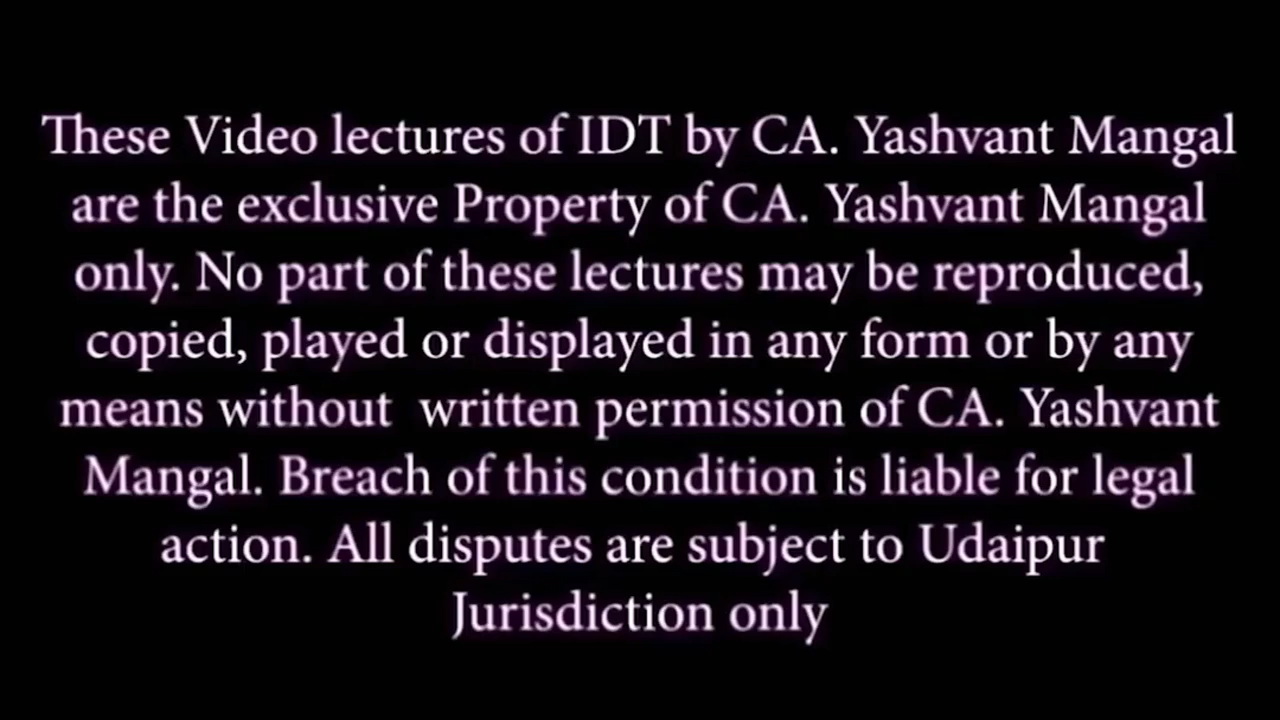 These Video lectures of IDT by CA. Yashvant Mangal
are the exclusive Property of CA. Yashvant Mangal
only. No part of these lectures may be reproduced,
copied, played or displayed in any form or by any
means without  written permission of CA. Yashvant
Mangal. Breach of this condition is liable for legal
action. All disputes are subject to Udaipur
Jurisdiction only